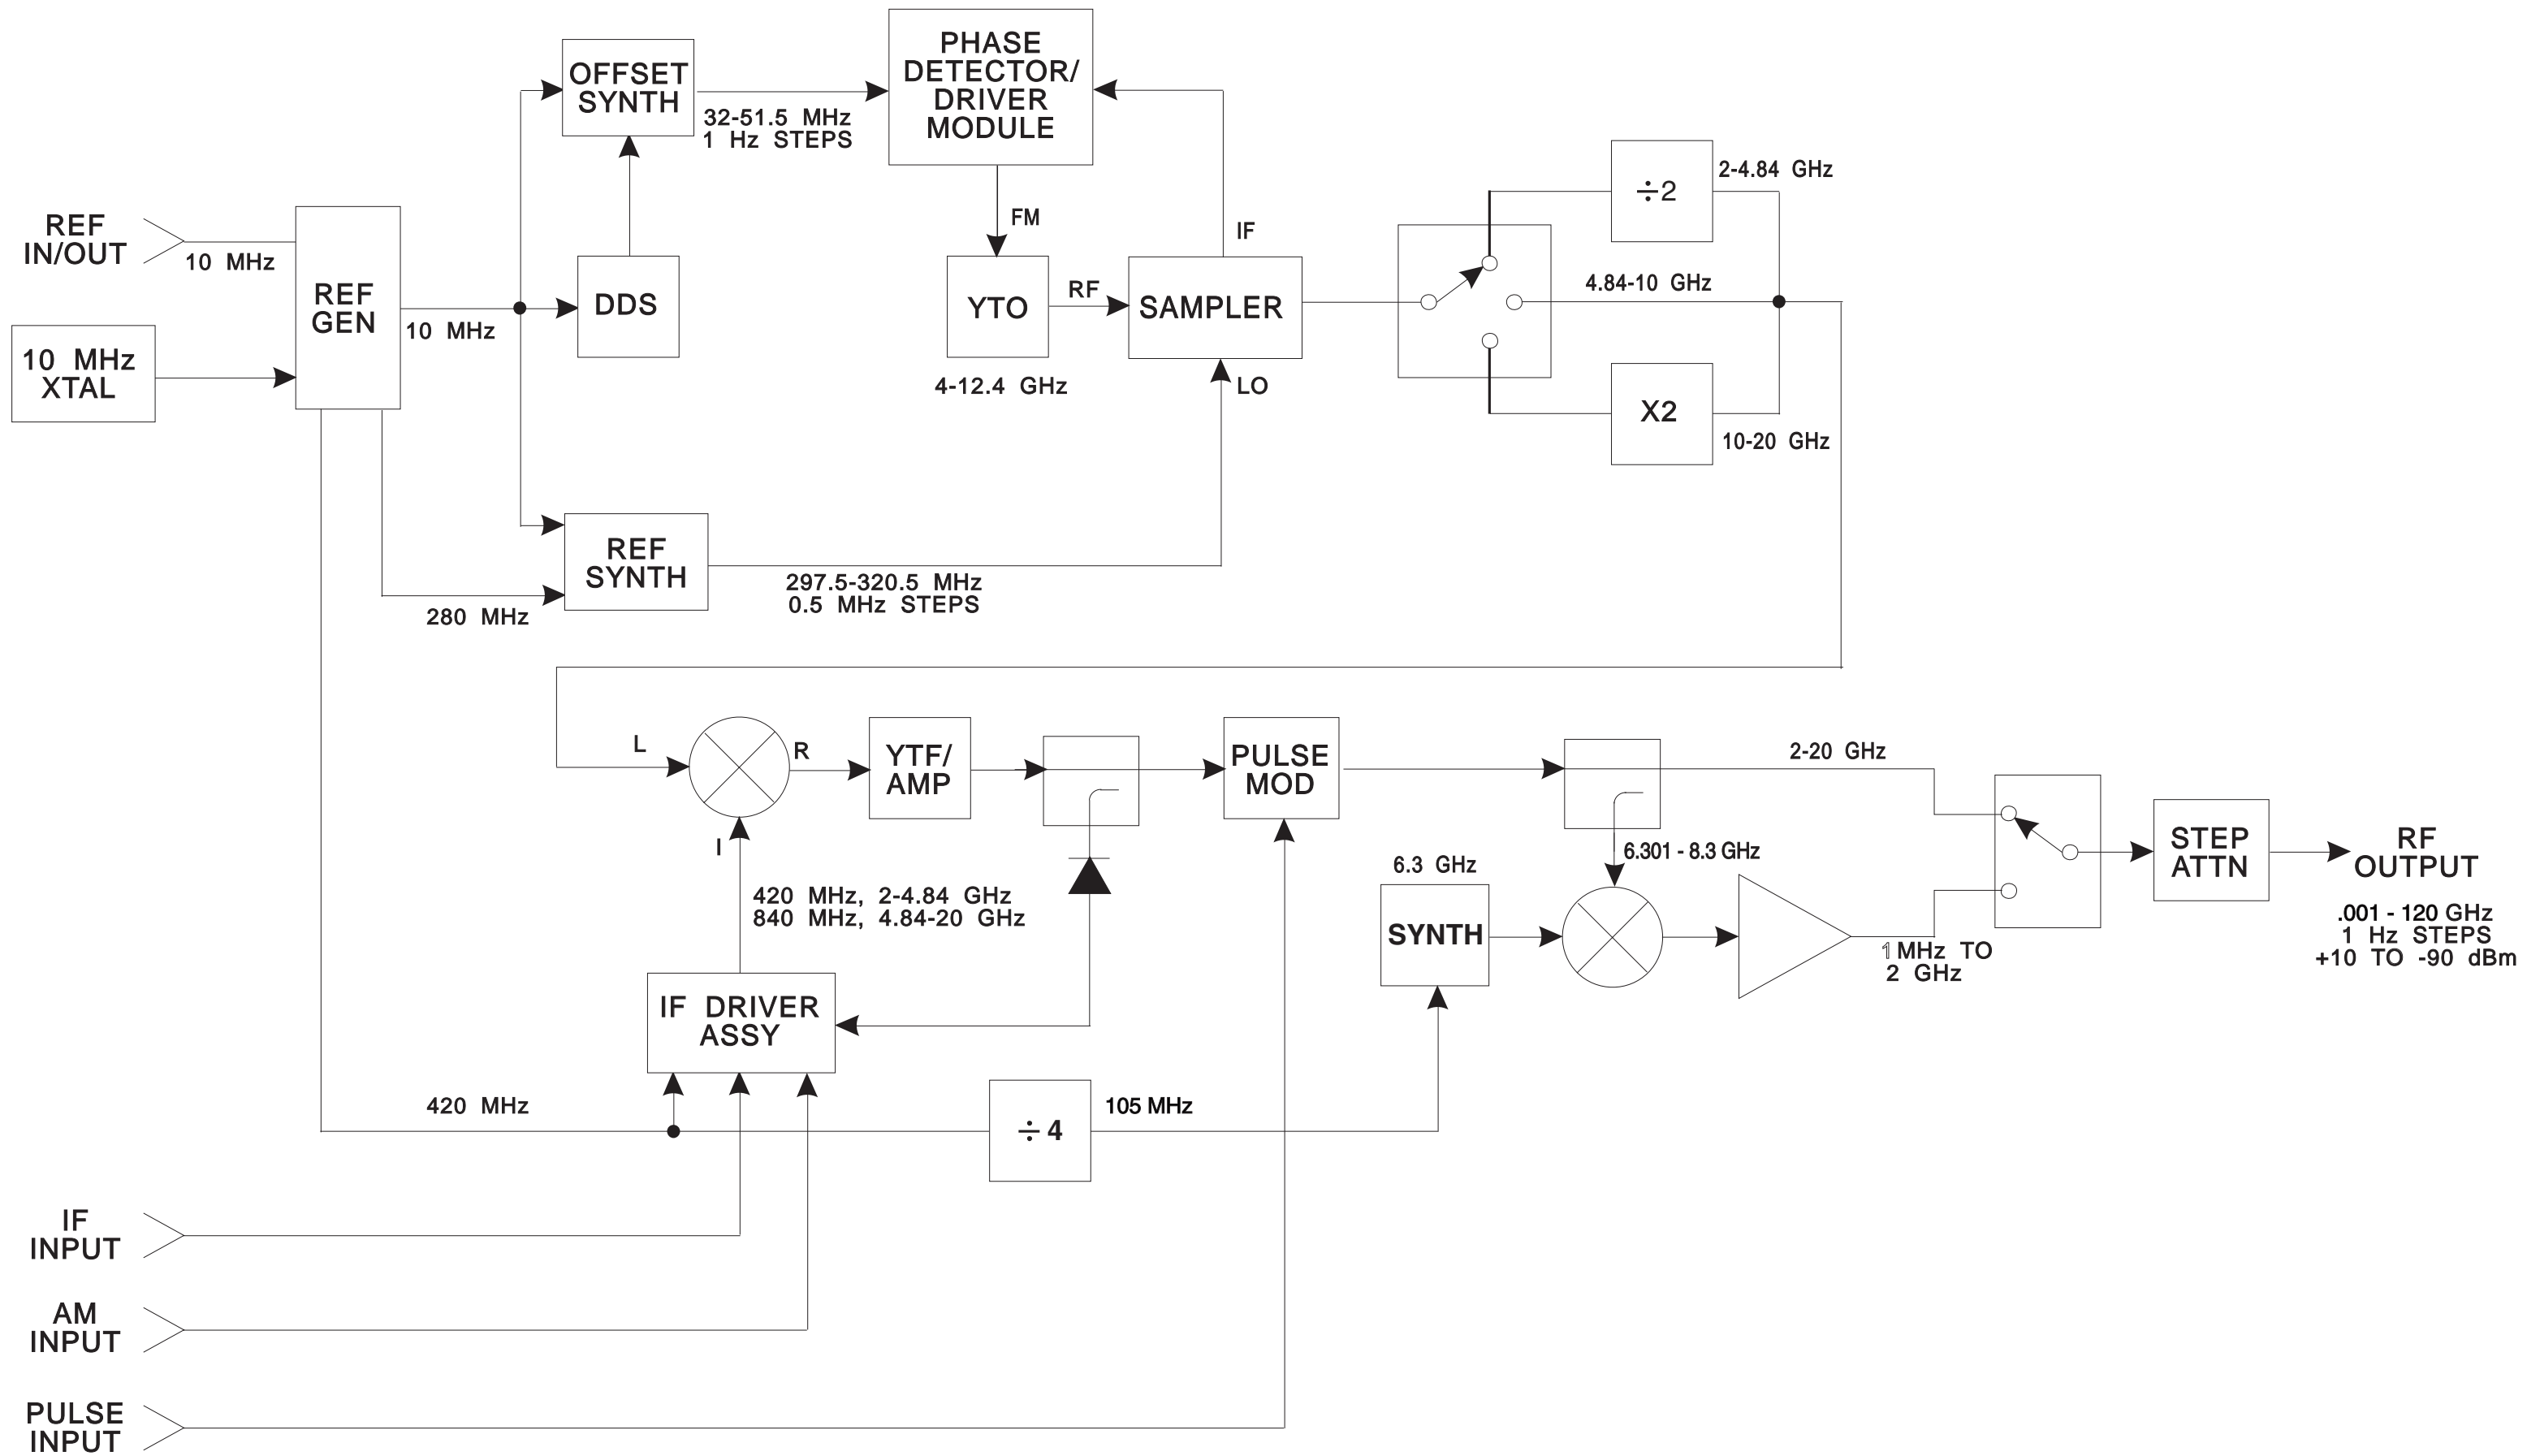 OFFSET
SYNTH
32-51.5 MHz
1 Hz STEPS
PHASE
DETECTOR/
DRIVER
MODULE
÷2
2-4.84 GHz
REF
IN/OUT
10 MHz
REF
GEN
10 MHz
10 MHz
XTAL
DDS
FM
YTO
4-12.4 GHz
RF
IF
SAMPLER
LO
4.84-10 GHz
X2
10-20 GHz
REF
SYNTH
280 MHz
297.5-320.5 MHz
0.5 MHz STEPS
L
R
I
YTF/
AMP
PULSE
MOD
2-20 GHz
6.301 - 8.3 GHz
6.3 GHz
SYNTH
420 MHz, 2-4.84 GHz
840 MHz, 4.84-20 GHz
1 MHz TO
2 GHz
STEP
ATTN
RF
OUTPUT
.001 - 120 GHz
1 Hz STEPS
+10 TO -90 dBm
IF DRIVER
ASSY
420 MHz
÷4
105 MHz
IF
INPUT
AM
INPUT
PULSE
INPUT